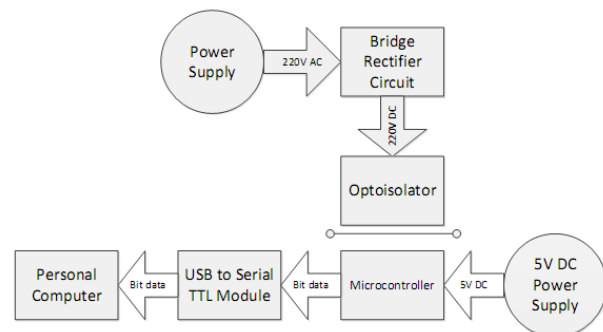 Power
Supply
220V AC
Bridge
Rectifier
Circuit
220V DC
Optoisolator
Personal
Computer
Bit data
USB to Serial
TTL Module
Bit data
Microcontroller
5V DC
5V DC
Power
Supply